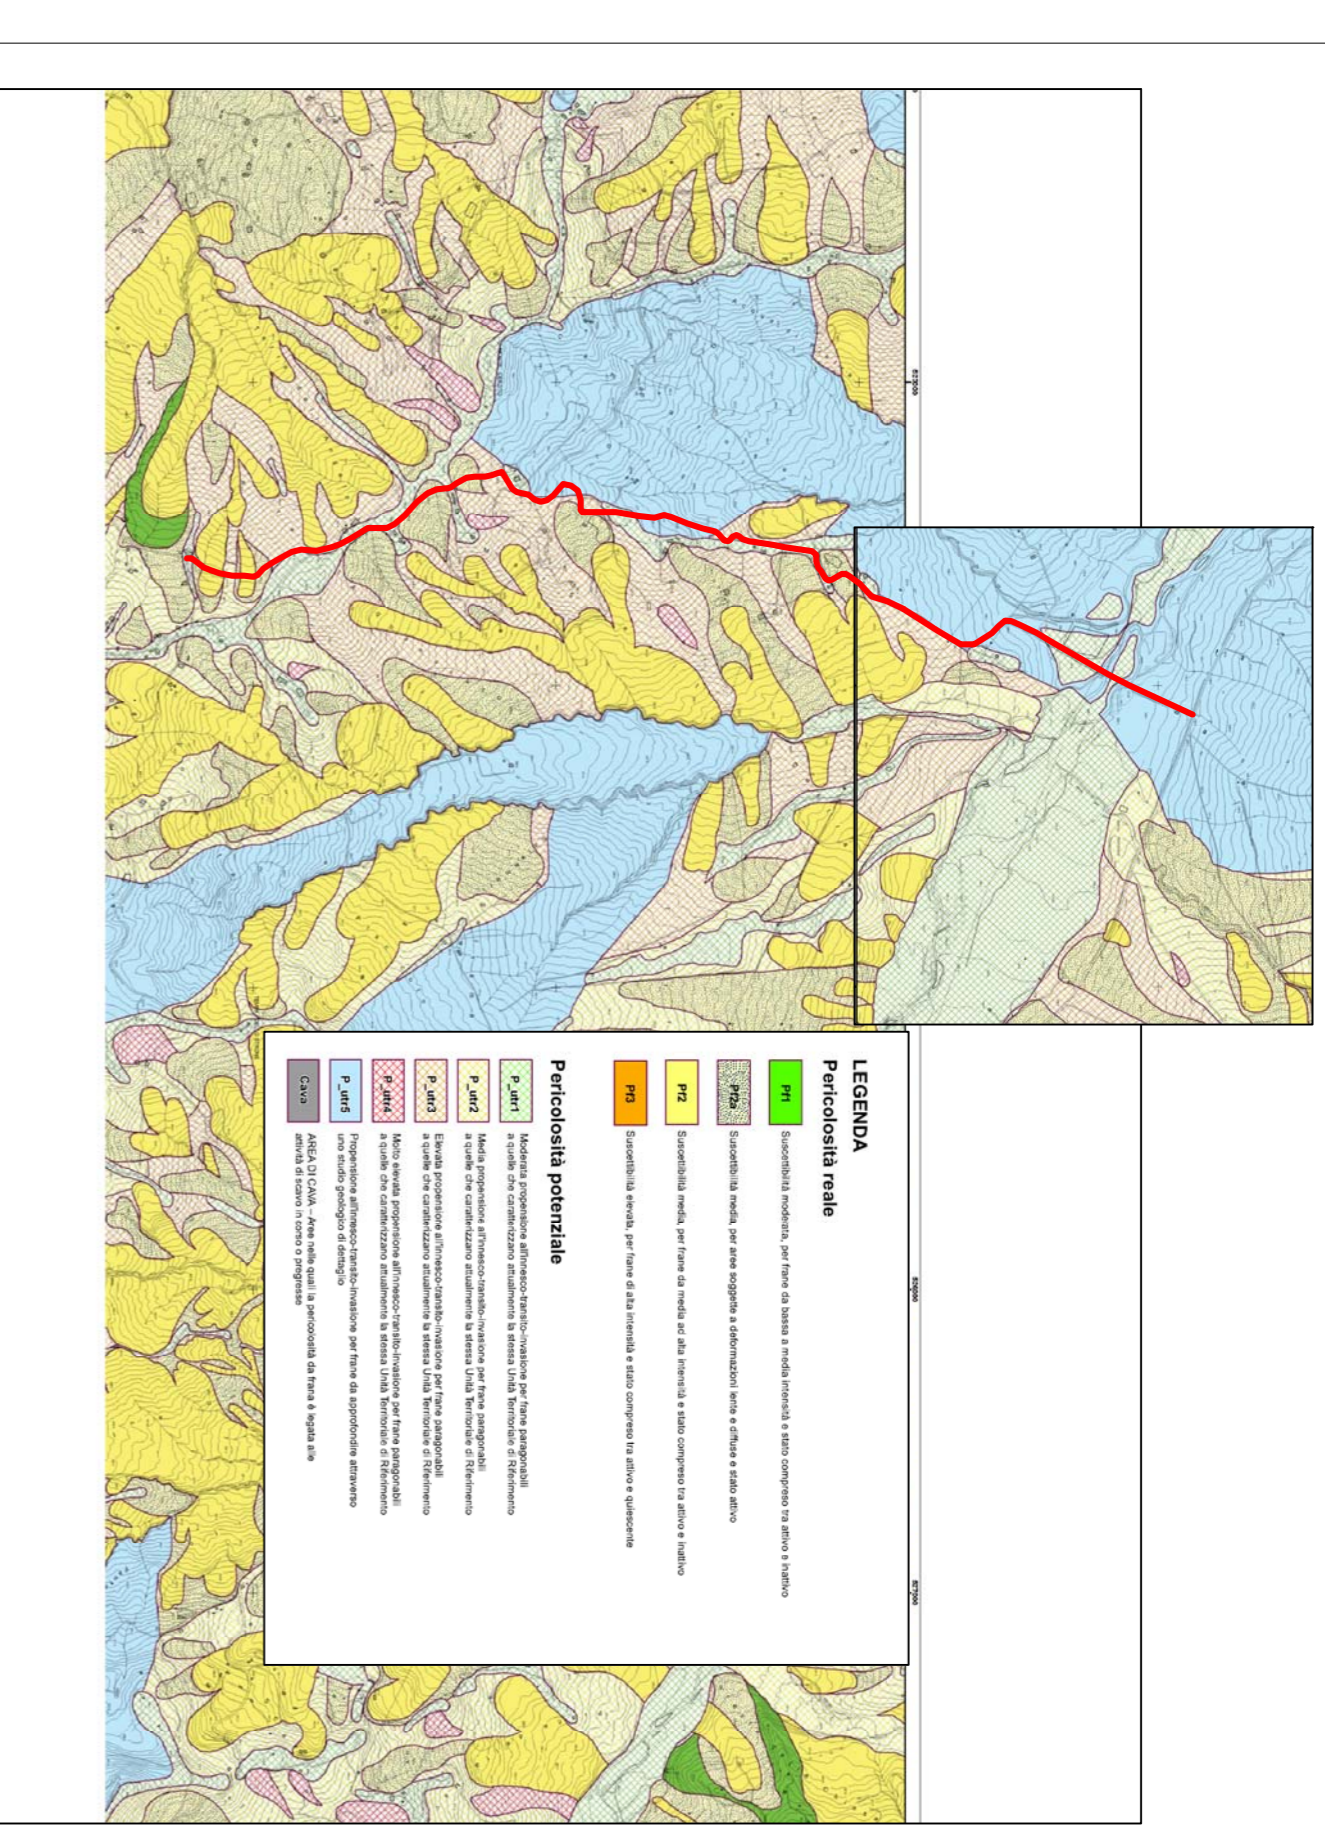 LEGENDA
Pericolosità reale
Pf1
Suscettibilità moderata, per frane da bassa a media intensità e stato compreso tra attivo e inattivo
Pf2a
Suscettibilità media, per aree soggette a deformazioni lente e diffuse e stato attivo
Pf2
Suscettibilità media, per frane da media ad alta intensità e stato compreso tra attivo e inattivo
Pf3
Suscettibilità elevata, per frane di alta intensità e stato compreso tra attivo e quiescente
Pericolosità potenziale
P_utr1
Moderata propensione all'innesco-transito-invasione per frane paragonabili
a quelle che caratterizzano attualmente la stessa Unità Territoriale di Riferimento
P_utr2
Media propensione all'innesco-transito-invasione per frane paragonabili
a quelle che caratterizzano attualmente la stessa Unità Territoriale di Riferimento
P_utr3
Elevata propensione all'innesco-transito-invasione per frane paragonabili
a quelle che caratterizzano attualmente la stessa Unità Territoriale di Riferimento
P_utr4
Molto elevata propensione all'innesco-transito-invasione per frane paragonabili
a quelle che caratterizzano attualmente la stessa Unità Territoriale di Riferimento
P_utr5
Propensione all'innesco-transito-invasione per frane da approfondire attraverso
uno studio geologico di dettaglio
Cava
AREA DI CAVA – Aree nelle quali la pericolosità da frana è legata alle
attività di scavo in corso o pregresse
523000
526000
527000